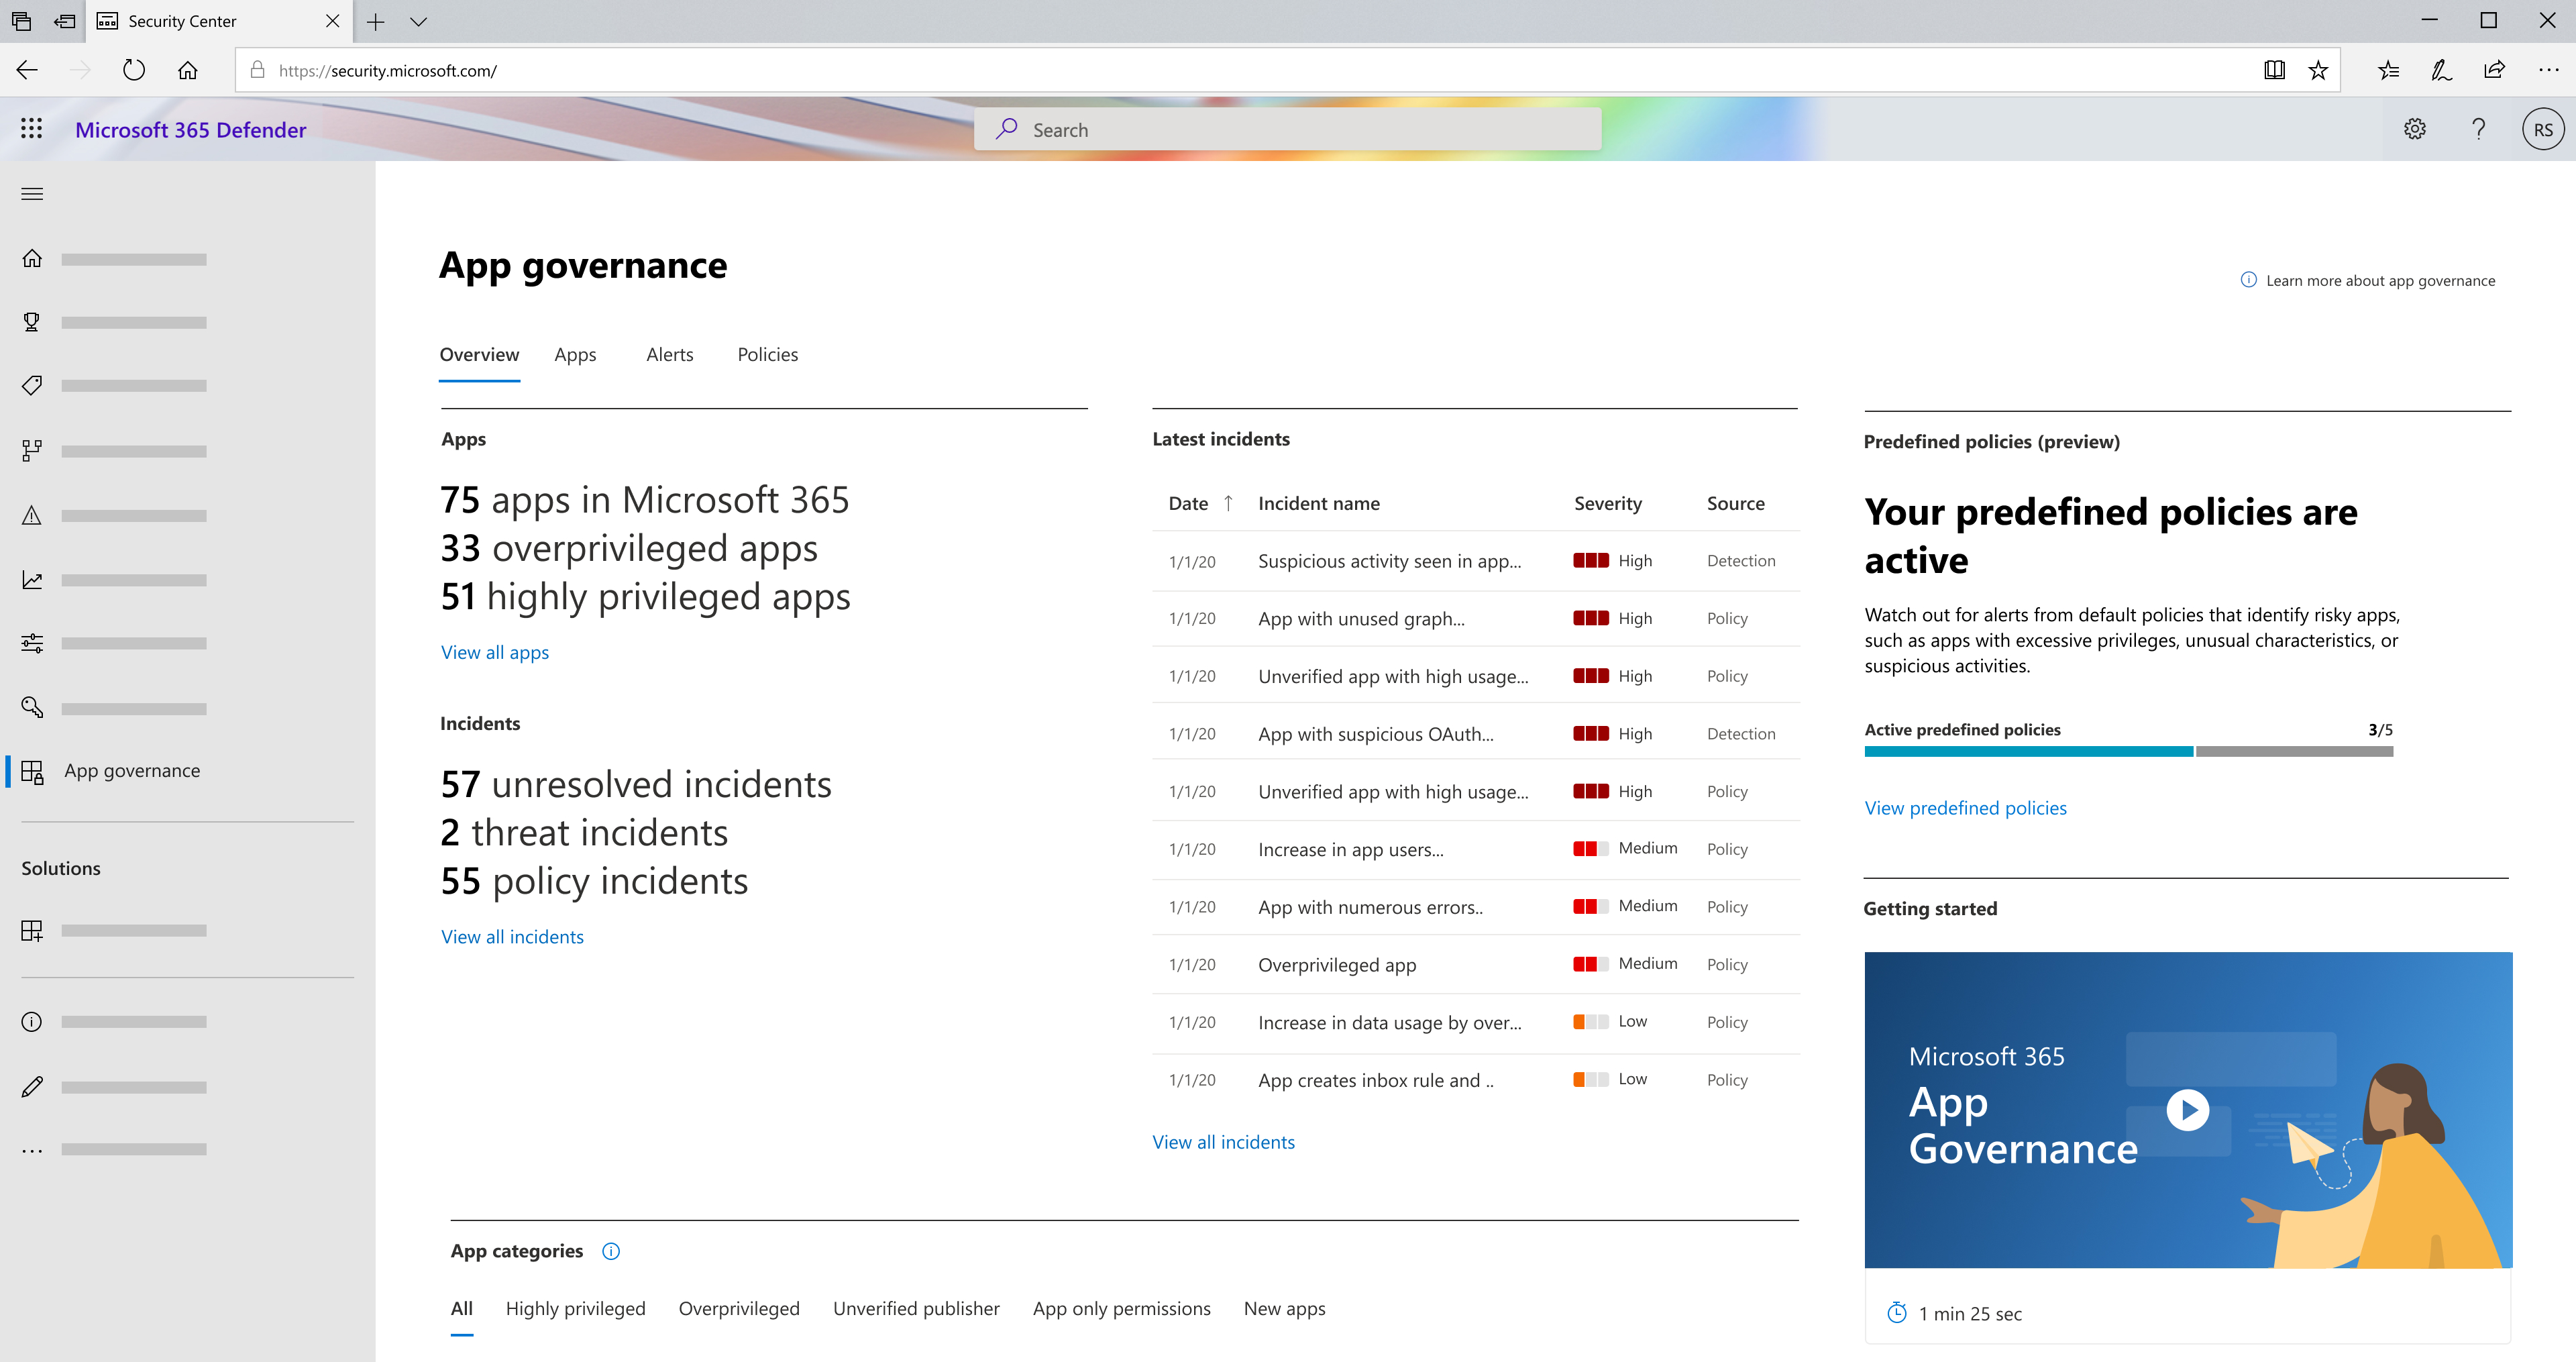 Security Center
https://security.microsoft.com/
Microsoft 365 Defender
Search
RS
App governance
Learn more about app governance
Overview
Apps
Alerts
Policies
Apps
75 apps in Microsoft 365
33 overprivileged apps
51 highly privileged apps
View all apps
Incidents
57 unresolved incidents
2 threat incidents
55 policy incidents
View all incidents
Latest incidents
Date ↑ Incident name Severity Source
1/1/20 Suspicious activity seen in app... High Detection
1/1/20 App with unused graph... High Policy
1/1/20 Unverified app with high usage... High Policy
1/1/20 App with suspicious OAuth... High Detection
1/1/20 Unverified app with high usage... High Policy
1/1/20 Increase in app users... Medium Policy
1/1/20 App with numerous errors.. Medium Policy
1/1/20 Overprivileged app Medium Policy
1/1/20 Increase in data usage by over... Low Policy
1/1/20 App creates inbox rule and .. Low Policy
View all incidents
Predefined policies (preview)
Your predefined policies are
active
Watch out for alerts from default policies that identify risky apps,
such as apps with excessive privileges, unusual characteristics, or
suspicious activities.
Active predefined policies 3/5
View predefined policies
Getting started
Microsoft 365
App
Governance
1 min 25 sec
App categories
All
Highly privileged
Overprivileged
Unverified publisher
App only permissions
New apps
App governance
Solutions